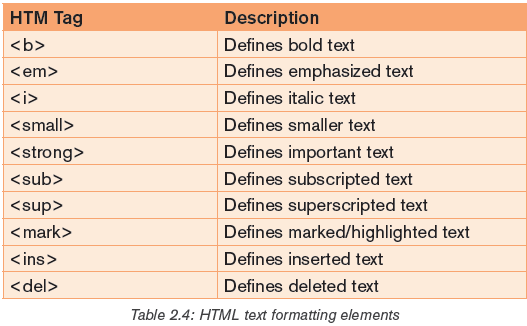 HTM Tag Description
<b> Defines bold text
<em> Defines emphasized text
<i> Defines italic text
<small> Defines smaller text
<strong> Defines important text
<sub> Defines subscripted text
<sup> Defines superscripted text
<mark> Defines marked/highlighted text
<ins> Defines inserted text
<del> Defines deleted text
Table 2.4: HTML text formatting elements